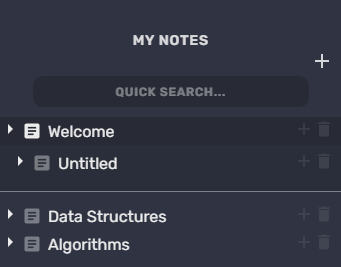 MY NOTES
QUICK SEARCH...
Welcome
Untitled
Data Structures
Algorithms